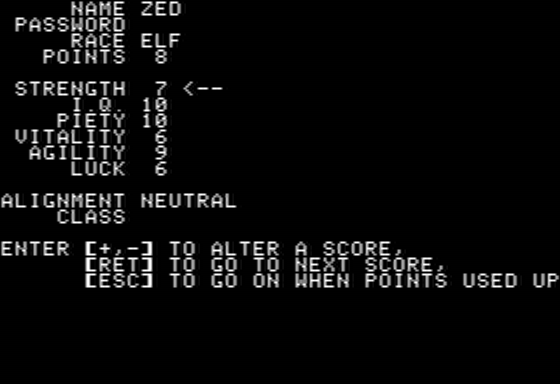 NAME ZED
PASSWORD
RACE ELF
POINTS 8
STRENGTH 7 <--
I.Q. 10
PIETY 10
VITALITY 6
AGILITY 9
LUCK 6
ALIGNMENT NEUTRAL
CLASS
ENTER [+,-] TO ALTER A SCORE,
[RET] TO GO TO NEXT SCORE,
[ESC] TO GO ON WHEN POINTS USED UP